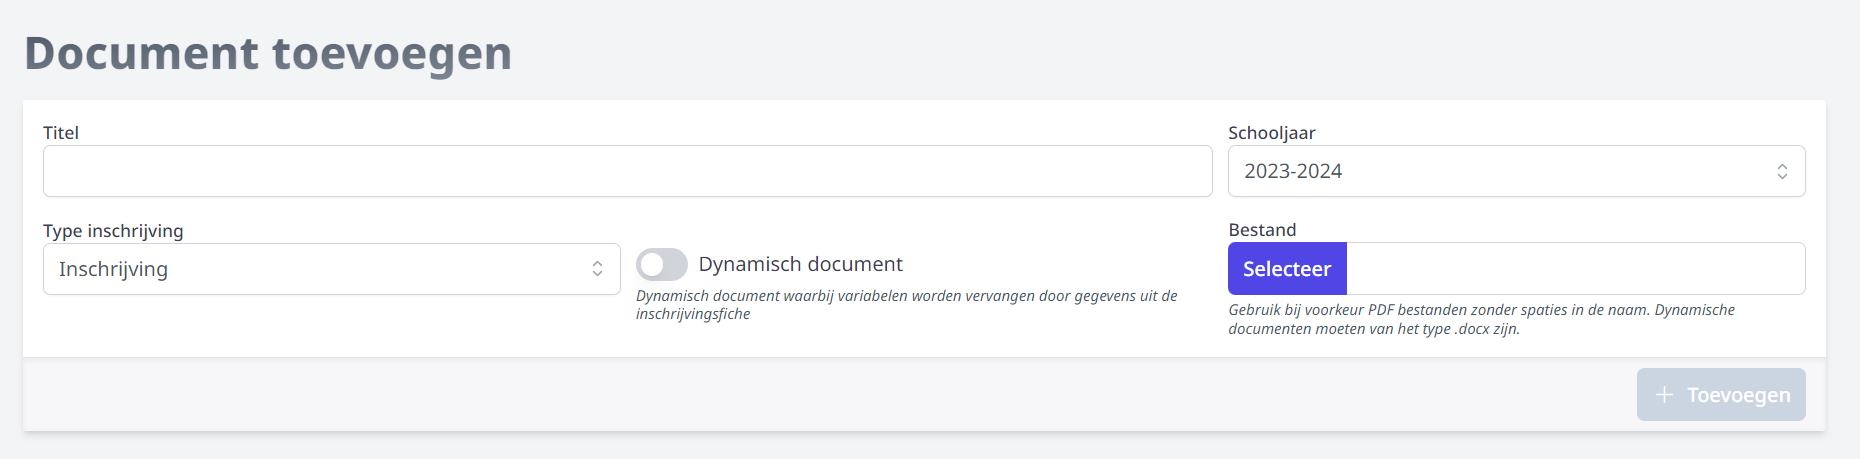 Document toevoegen
Titel
Schooljaar
2023-2024
Type inschrijving
Inschrijving
Dynamisch document
Dynamisch document waarbij variabelen worden vervangen door gegevens uit de
inschrijvingsfiche
Bestand
Selecteer
Gebruik bij voorkeur PDF bestanden zonder spaties in de naam. Dynamische
documenten moeten van het type .docx zijn.
Toevoegen